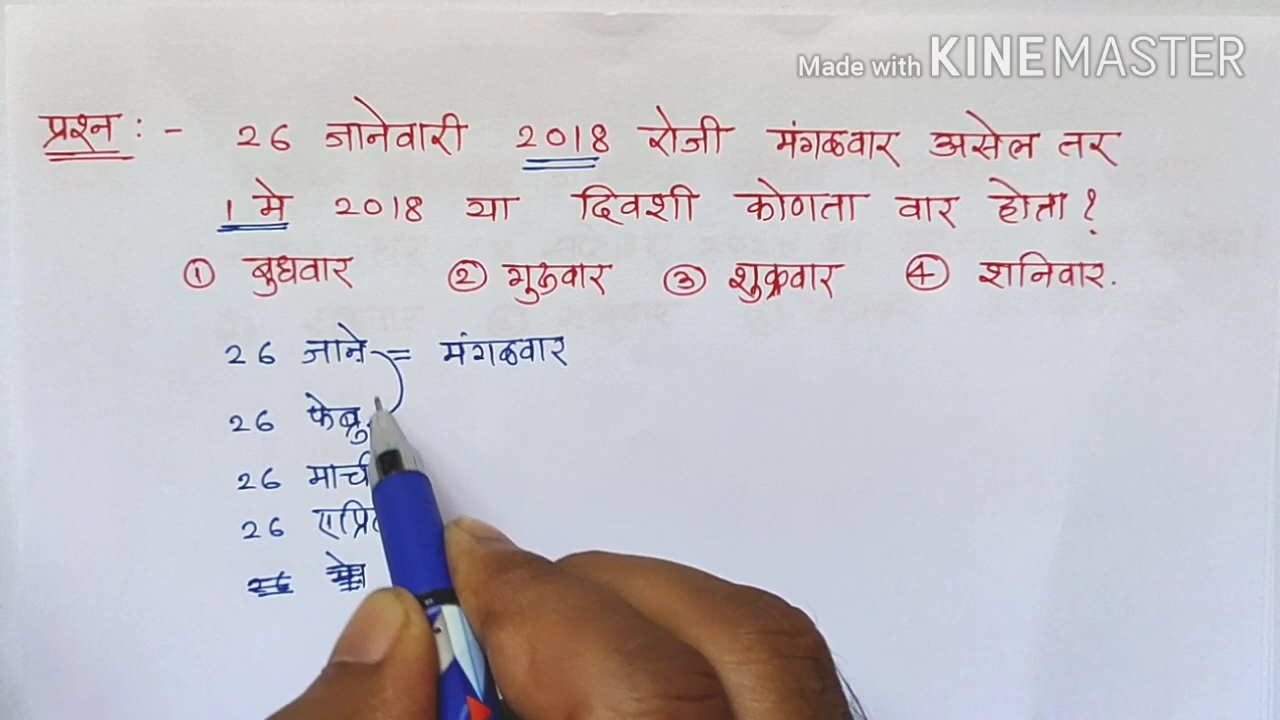 Made with KINEMASTER
प्रश्न :- 26 जानेवारी 2018 रोजी मंगळवार असेल तर
1 मे 2018 या दिवशी कोणता वार होता?
① बुधवार ② गुरुवार ③ शुक्रवार ④ शनिवार.
26 जाने = मंगळवार
26 फेब्रु.
26 मार्च
26 एप्रिल
26 मे